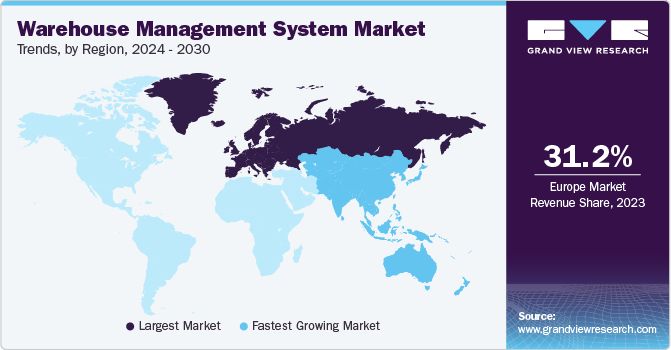 Warehouse Management System Market
Trends, by Region, 2024 - 2030
GRAND VIEW RESEARCH
31.2%
Europe Market
Revenue Share, 2023
Largest Market
Fastest Growing Market
Source:
www.grandviewresearch.com